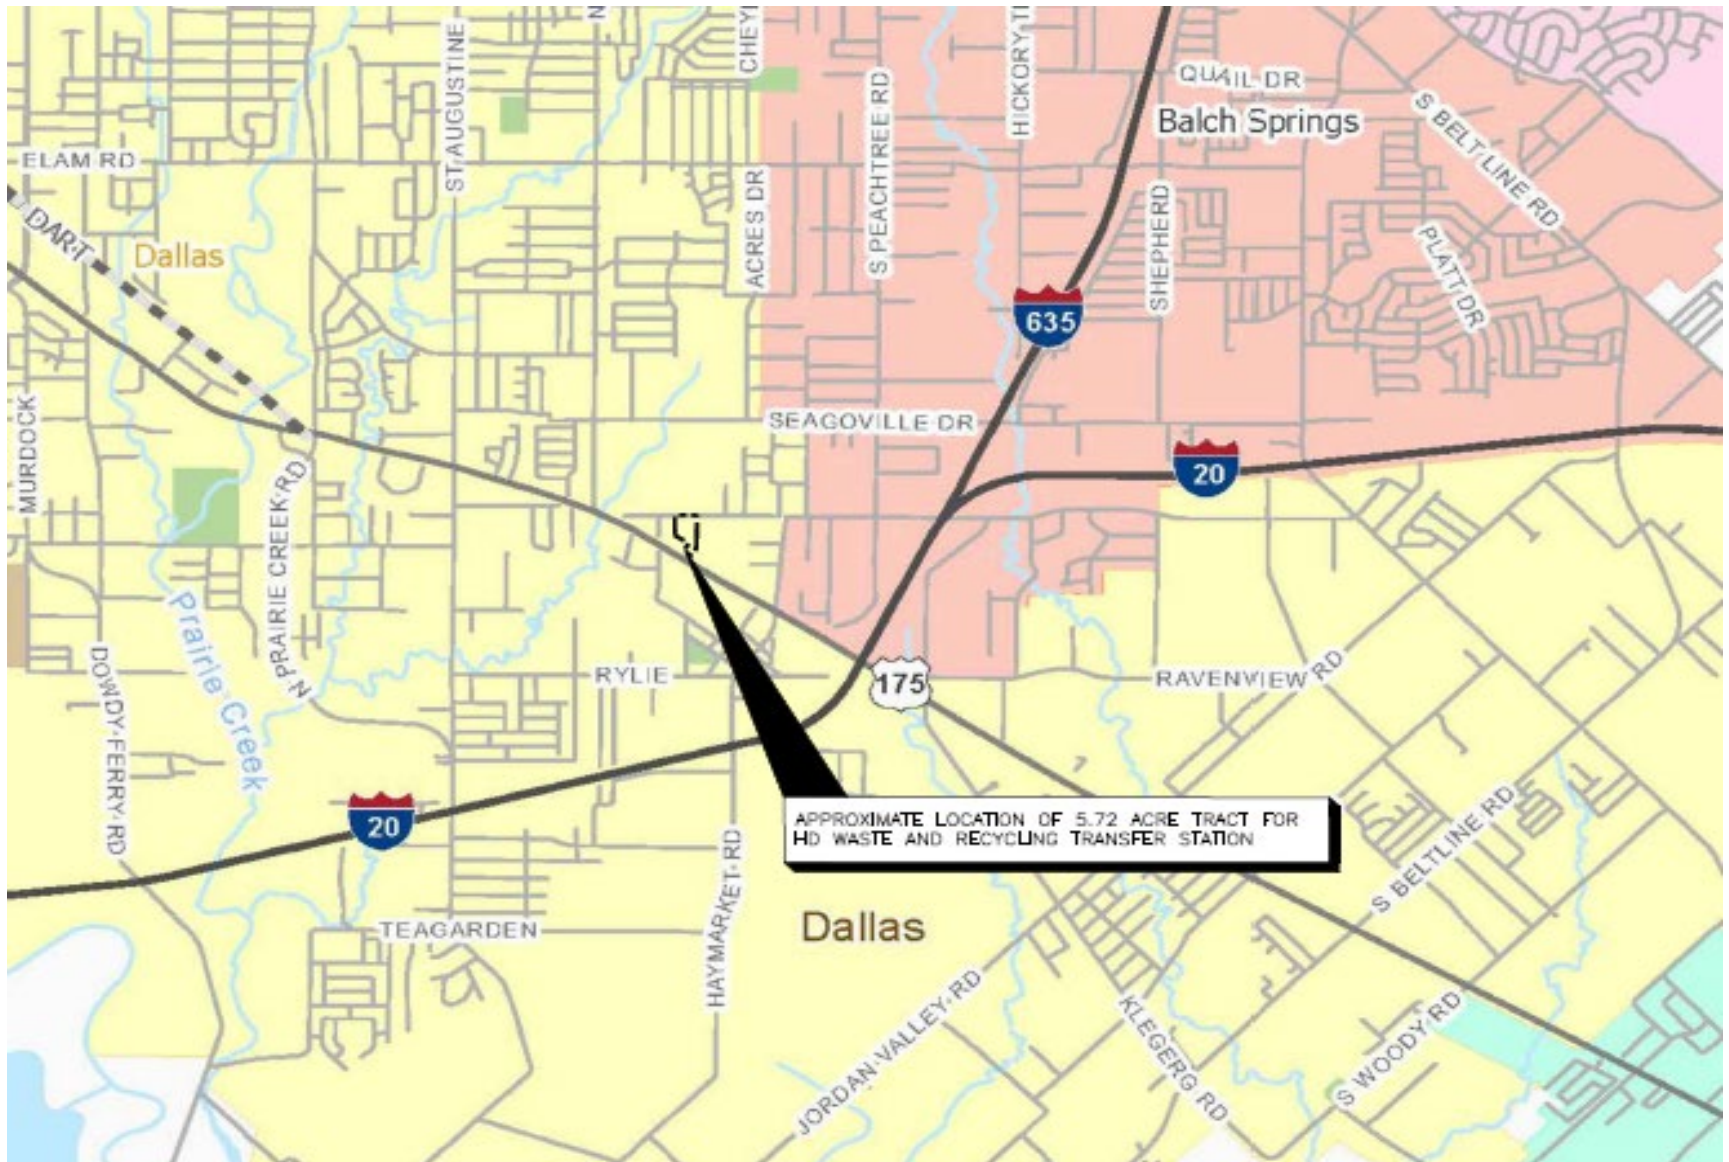 QUAIL DR
Balch Springs
S BELT LINE RD
ELAM RD
ST AUGUSTINE
N
ACRES DR
S PEACHTREE RD
SHEPHERD
PLATT DR
DART
Dallas
635
MURDOCK
SEAGOVILLE DR
20
N PRAIRIE CREEK RD
Prairie Creek
DOWDY FERRY RD
RYLIE
175
RAVENVIEW RD
20
APPROXIMATE LOCATION OF 5.72 ACRE TRACT FOR
HD WASTE AND RECYCLING TRANSFER STATION
S BELTLINE RD
HAYMARKET RD
TEAGARDEN
Dallas
JORDAN VALLEY RD
KLEGERG RD
S WOODY RD